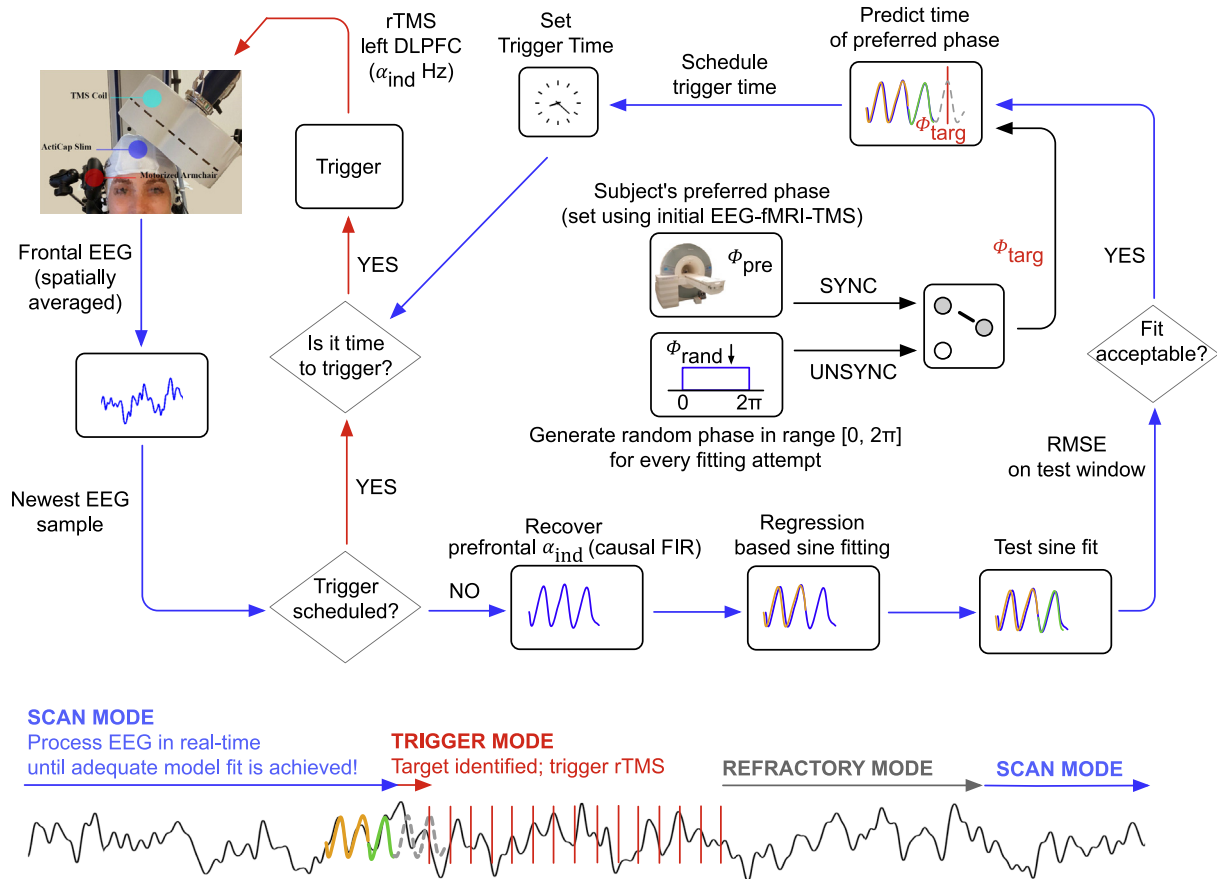 rTMS
left DLPFC
(αind Hz)
Set
Trigger Time
Predict time
of preferred phase
Schedule
trigger time
TMS Coil
ActiCap Slim
Motorized Armchair
Trigger
Φtarg
Subject's preferred phase
(set using initial EEG-fMRI-TMS)
Φpre
SYNC
Φtarg
Frontal EEG
(spatially
averaged)
YES
YES
Is it time
to trigger?
Φrand
0
2π
UNSYNC
Fit
acceptable?
Generate random phase in range [0, 2π]
for every fitting attempt
RMSE
on test window
Newest EEG
sample
YES
Trigger
scheduled?
NO
Recover
prefrontal αind (causal FIR)
Regression
based sine fitting
Test sine fit
SCAN MODE
Process EEG in real-time
until adequate model fit is achieved!
TRIGGER MODE
Target identified; trigger rTMS
REFRACTORY MODE
SCAN MODE